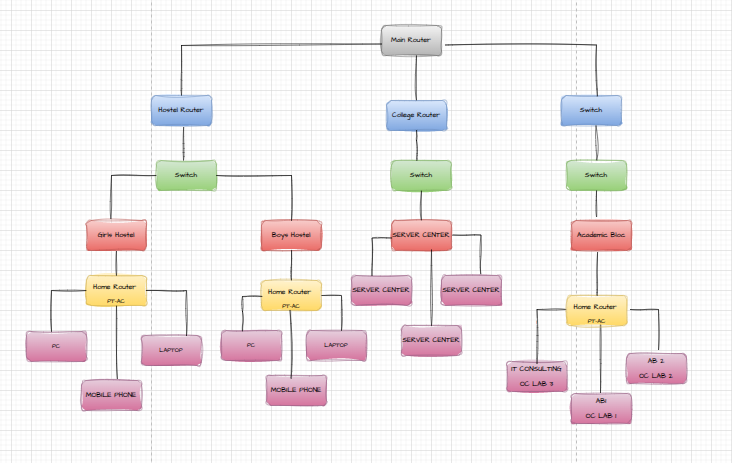 Main Router
Hostel Router
College Router
Switch
Switch
Switch
Switch
Girls Hostel
Boys Hostel
SERVER CENTER
Academic Bloc
Home Router
PT-AC
Home Router
PT-AC
SERVER CENTER
SERVER CENTER
Home Router
PT-AC
PC
LAPTOP
PC
LAPTOP
SERVER CENTER
MOBILE PHONE
MOBILE PHONE
IT CONSULTING
OC LAB 3
AB 2
OC LAB 2
AB1
OC LAB 1